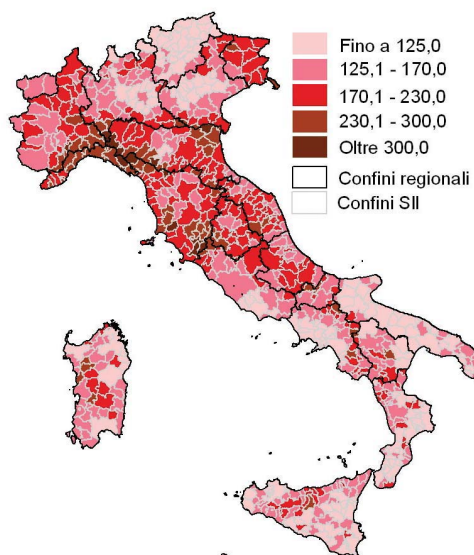 Fino a 125,0
125,1 - 170,0
170,1 - 230,0
230,1 - 300,0
Oltre 300,0
Confini regionali
Confini Sll